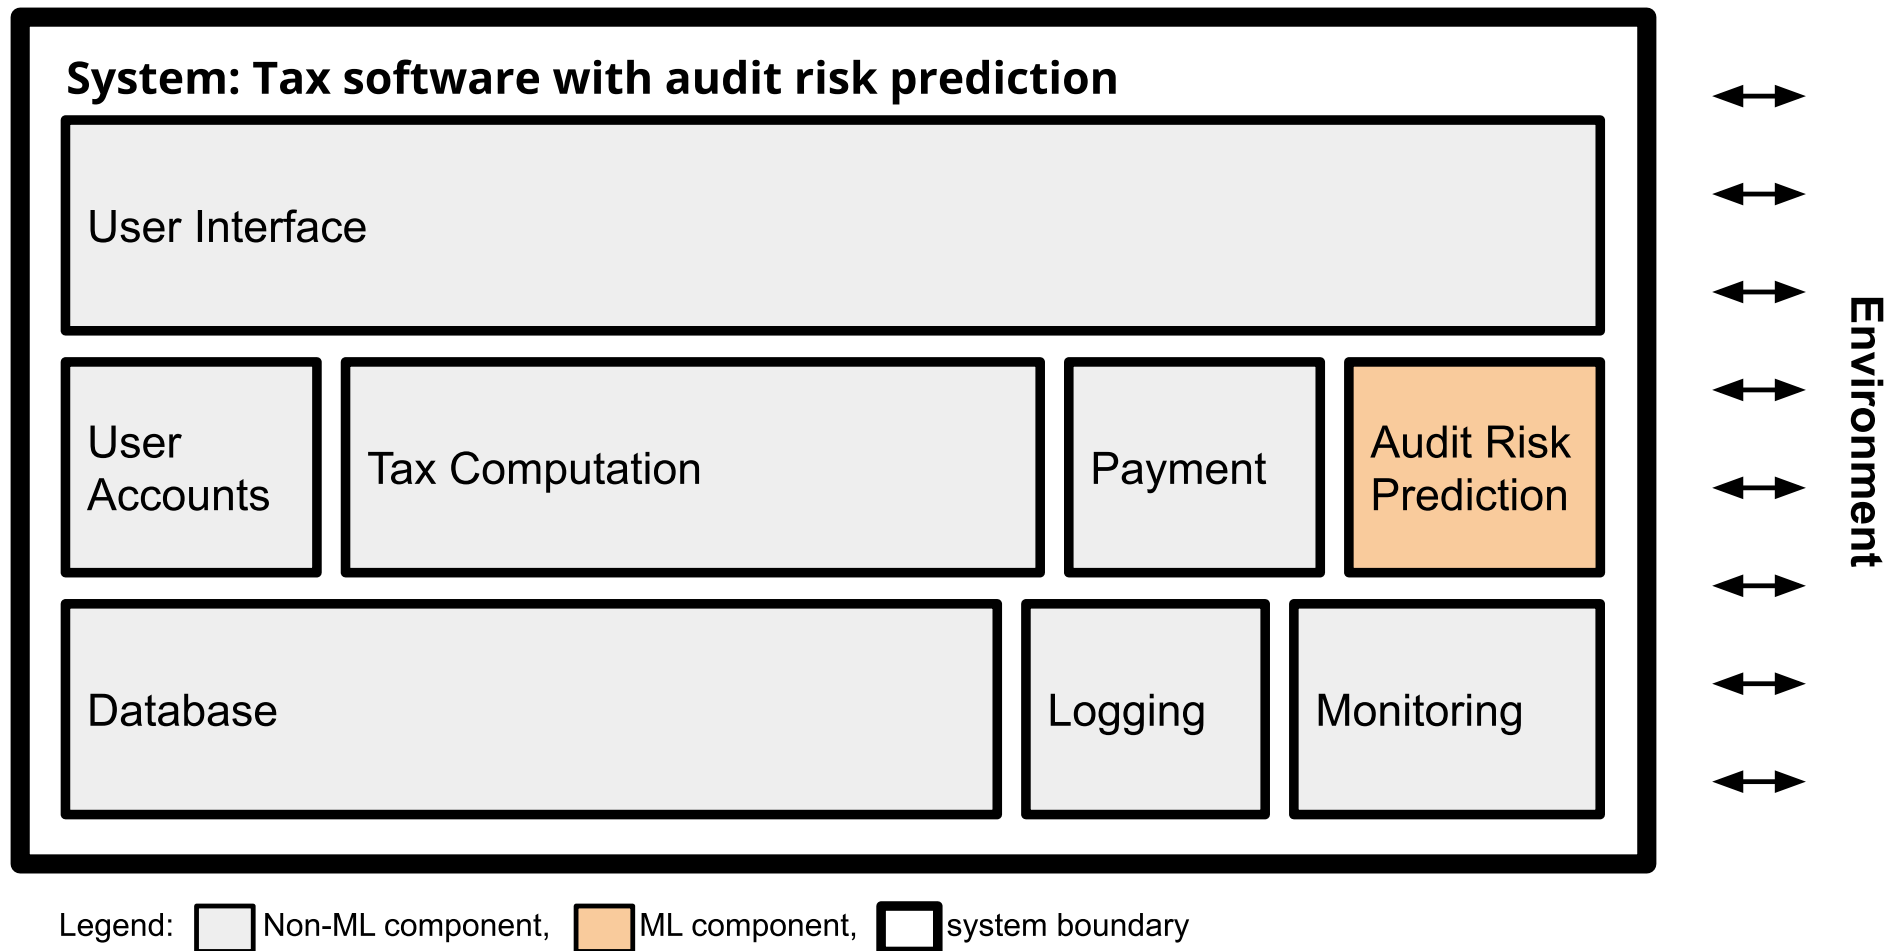 System: Tax software with audit risk prediction
User Interface
User
Accounts
Tax Computation
Payment
Audit Risk
Prediction
Database
Logging
Monitoring
Environment
Legend: Non-ML component, ML component, system boundary